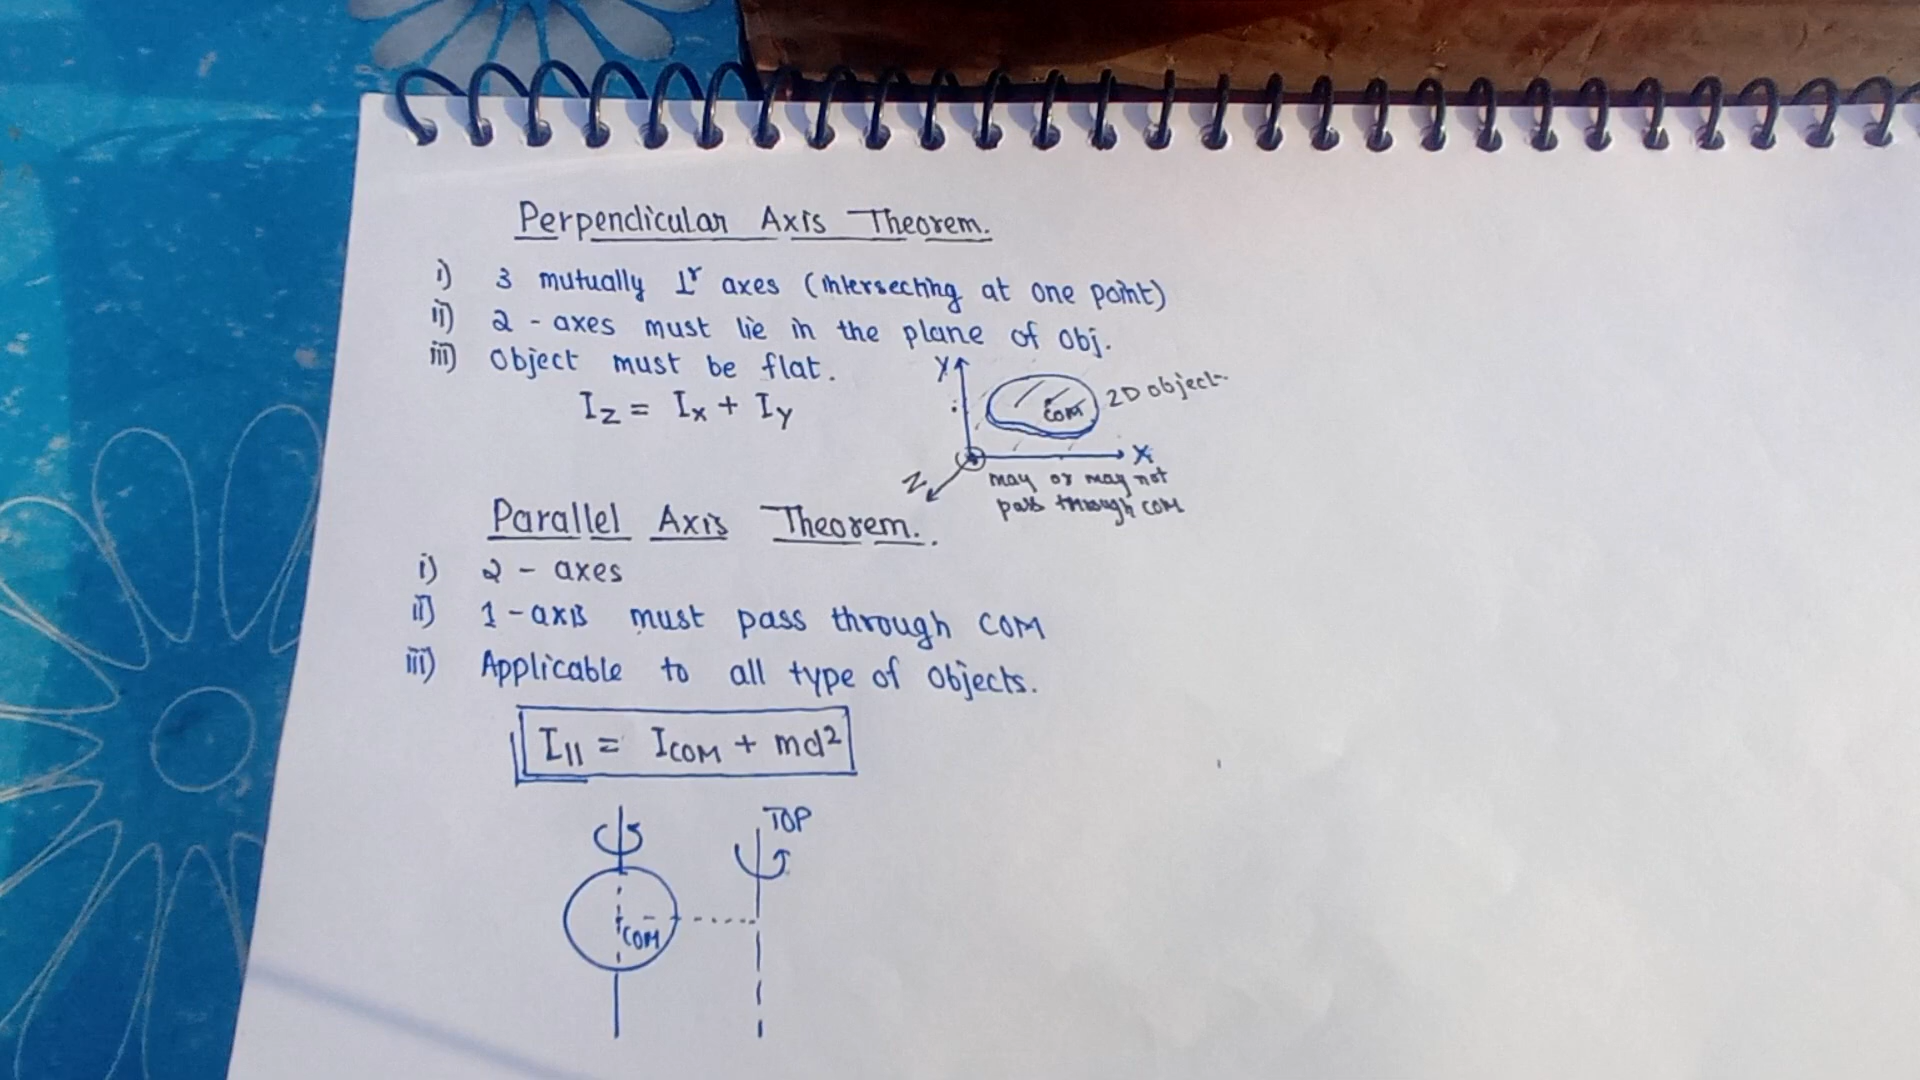 Perpendicular Axis Theorem.
i) 3 mutually ⊥r axes (intersecting at one point)
ii) 2 - axes must lie in the plane of obj.
iii) Object must be flat.
Iz = Ix + Iy
Y
COM
2D object
X
Z
may or may not
pass through COM
Parallel Axis Theorem.
i) 2 - axes
ii) 1 - axis must pass through COM
iii) Applicable to all type of Objects.
I|| = ICOM + md²
TOP
COM